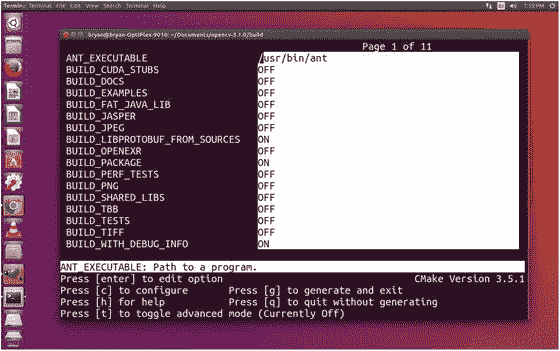 Terminal Terminal File Edit View Search Terminal Help
1:59 PM
bryan@bryan-OptiPlex-9010: ~/Documents/opencv-3.1.0/build
Page 1 of 11
ANT_EXECUTABLE /usr/bin/ant
BUILD_CUDA_STUBS OFF
BUILD_DOCS OFF
BUILD_EXAMPLES OFF
BUILD_FAT_JAVA_LIB OFF
BUILD_JASPER OFF
BUILD_JPEG OFF
BUILD_LIBPROTOBUF_FROM_SOURCES ON
BUILD_OPENEXR OFF
BUILD_PACKAGE ON
BUILD_PERF_TESTS OFF
BUILD_PNG OFF
BUILD_SHARED_LIBS OFF
BUILD_TBB OFF
BUILD_TESTS OFF
BUILD_TIFF OFF
BUILD_WITH_DEBUG_INFO ON
ANT_EXECUTABLE: Path to a program.
Press [enter] to edit option CMake Version 3.5.1
Press [c] to configure Press [g] to generate and exit
Press [h] for help Press [q] to quit without generating
Press [t] to toggle advanced mode (Currently Off)